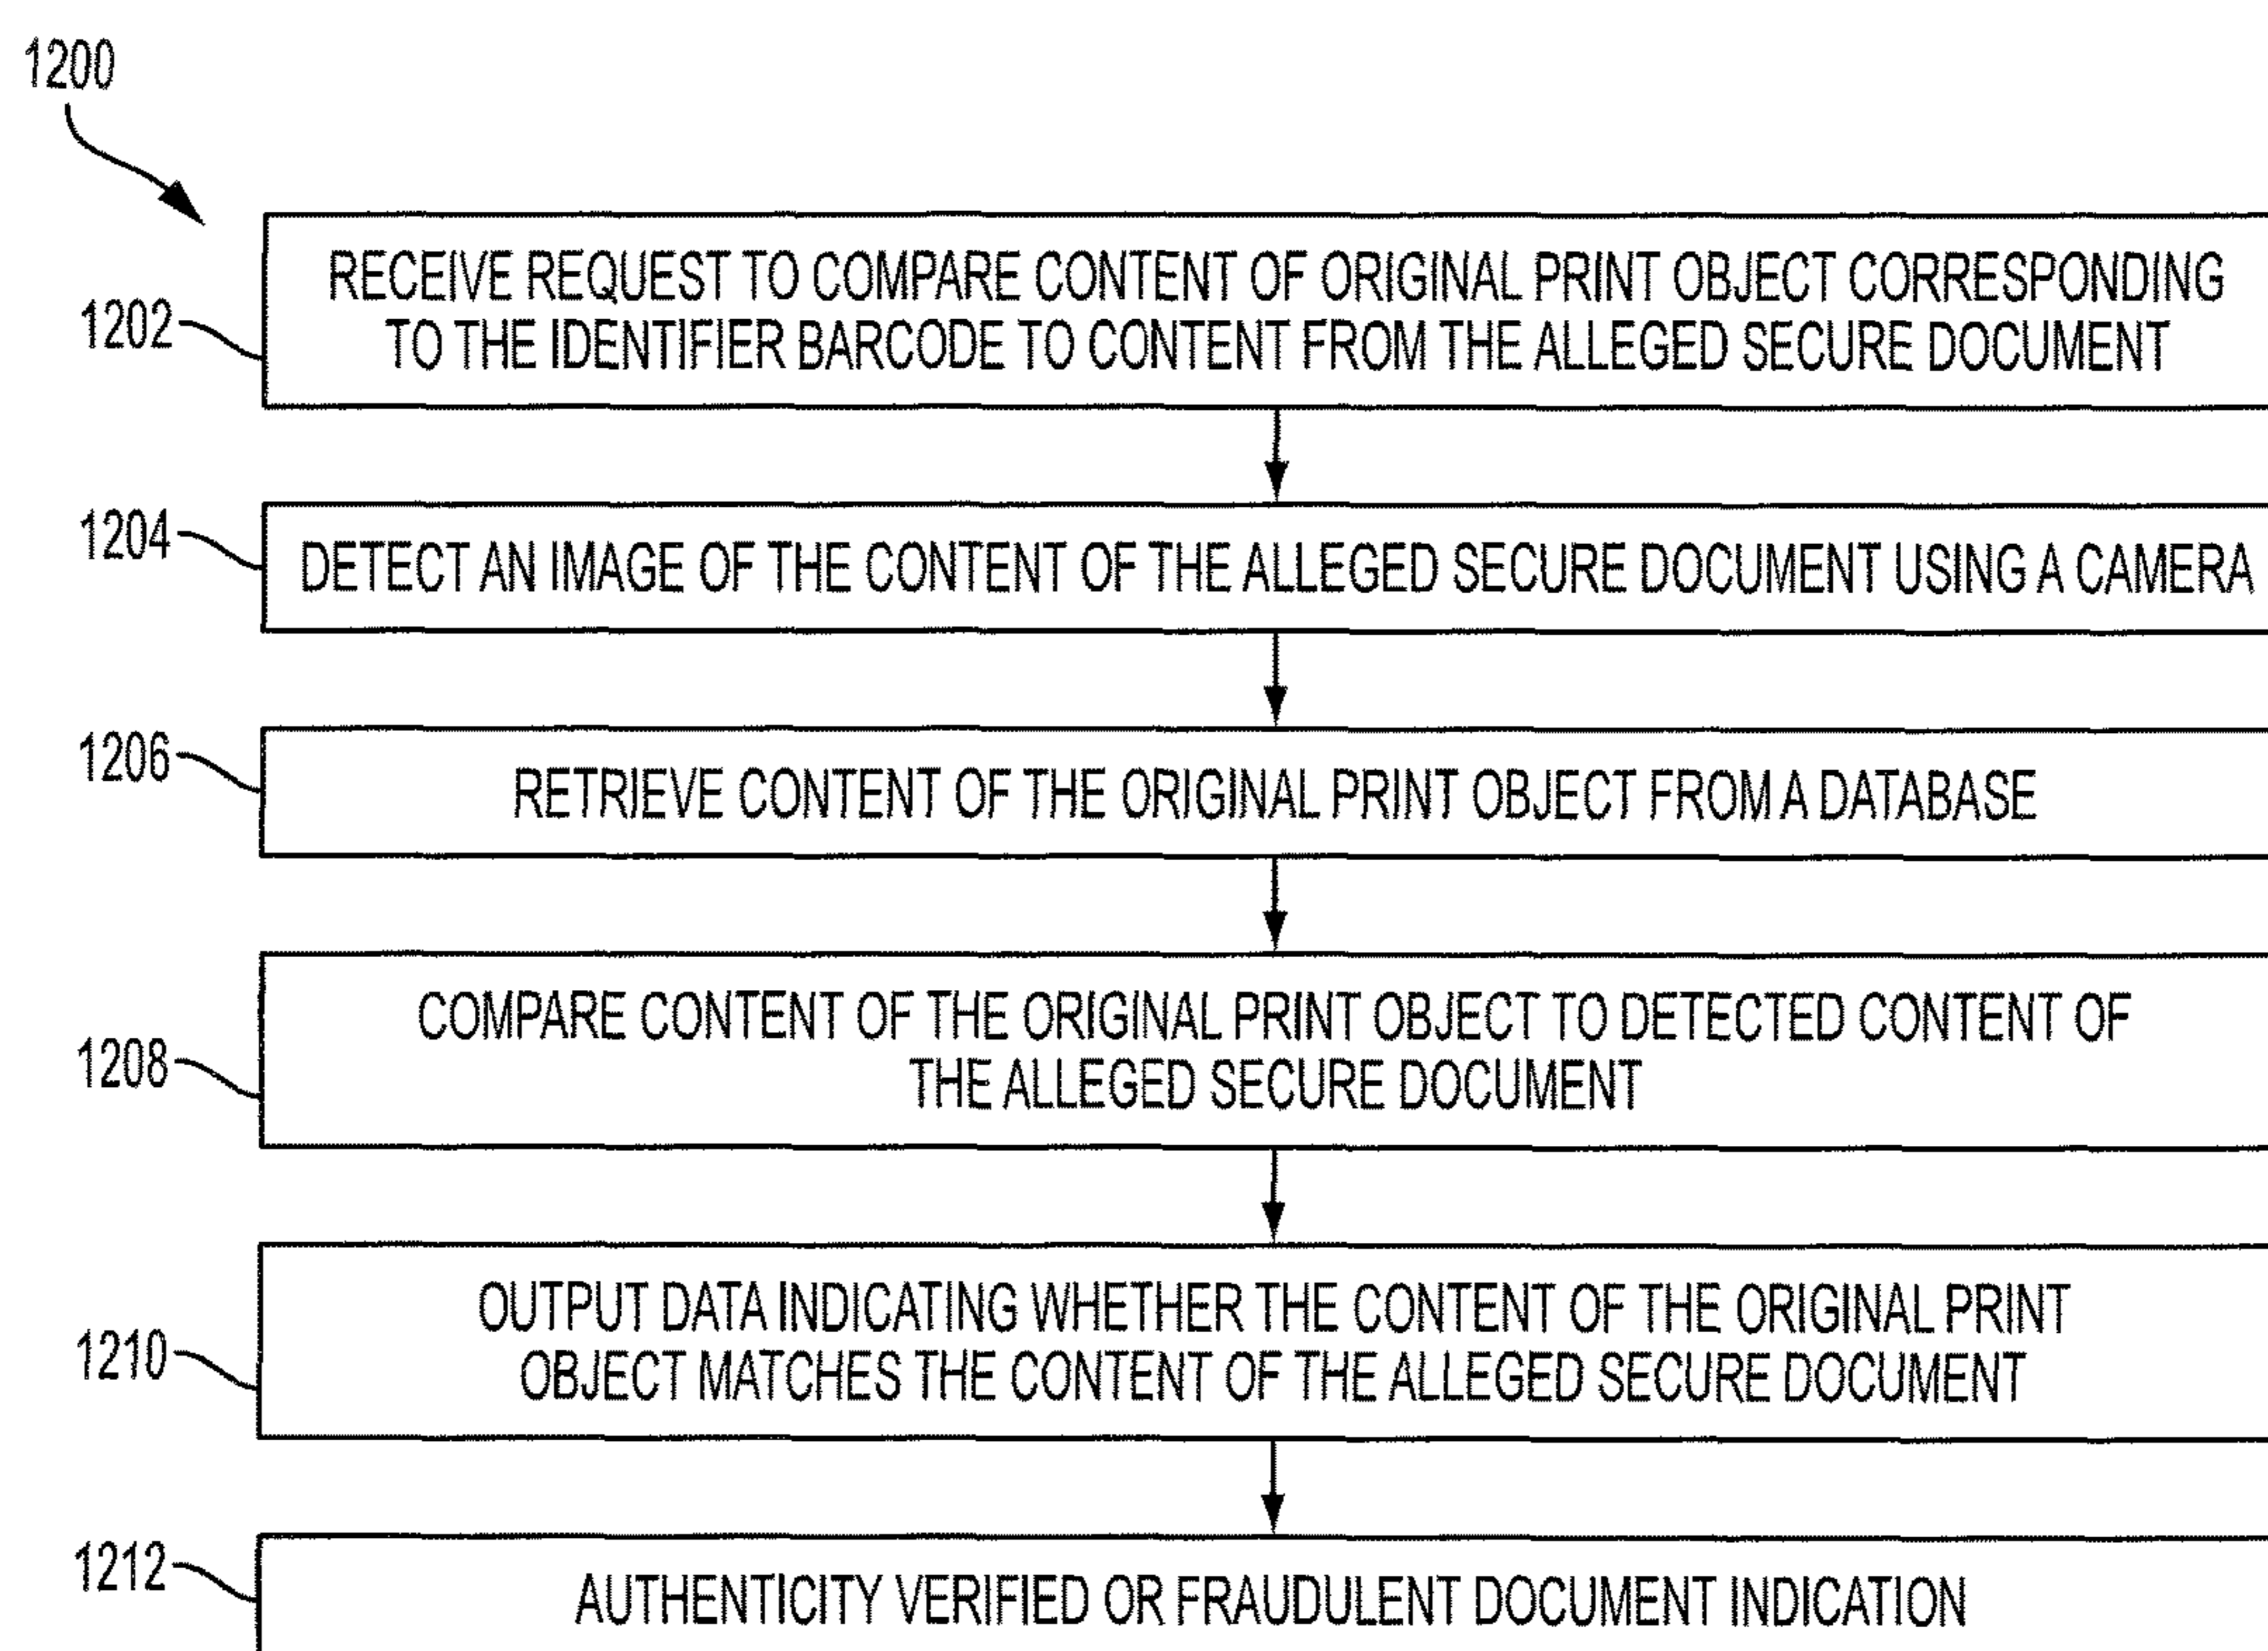 1200
1202
RECEIVE REQUEST TO COMPARE CONTENT OF ORIGINAL PRINT OBJECT CORRESPONDING
TO THE IDENTIFIER BARCODE TO CONTENT FROM THE ALLEGED SECURE DOCUMENT
1204
DETECT AN IMAGE OF THE CONTENT OF THE ALLEGED SECURE DOCUMENT USING A CAMERA
1206
RETRIEVE CONTENT OF THE ORIGINAL PRINT OBJECT FROM A DATABASE
1208
COMPARE CONTENT OF THE ORIGINAL PRINT OBJECT TO DETECTED CONTENT OF
THE ALLEGED SECURE DOCUMENT
1210
OUTPUT DATA INDICATING WHETHER THE CONTENT OF THE ORIGINAL PRINT
OBJECT MATCHES THE CONTENT OF THE ALLEGED SECURE DOCUMENT
1212
AUTHENTICITY VERIFIED OR FRAUDULENT DOCUMENT INDICATION